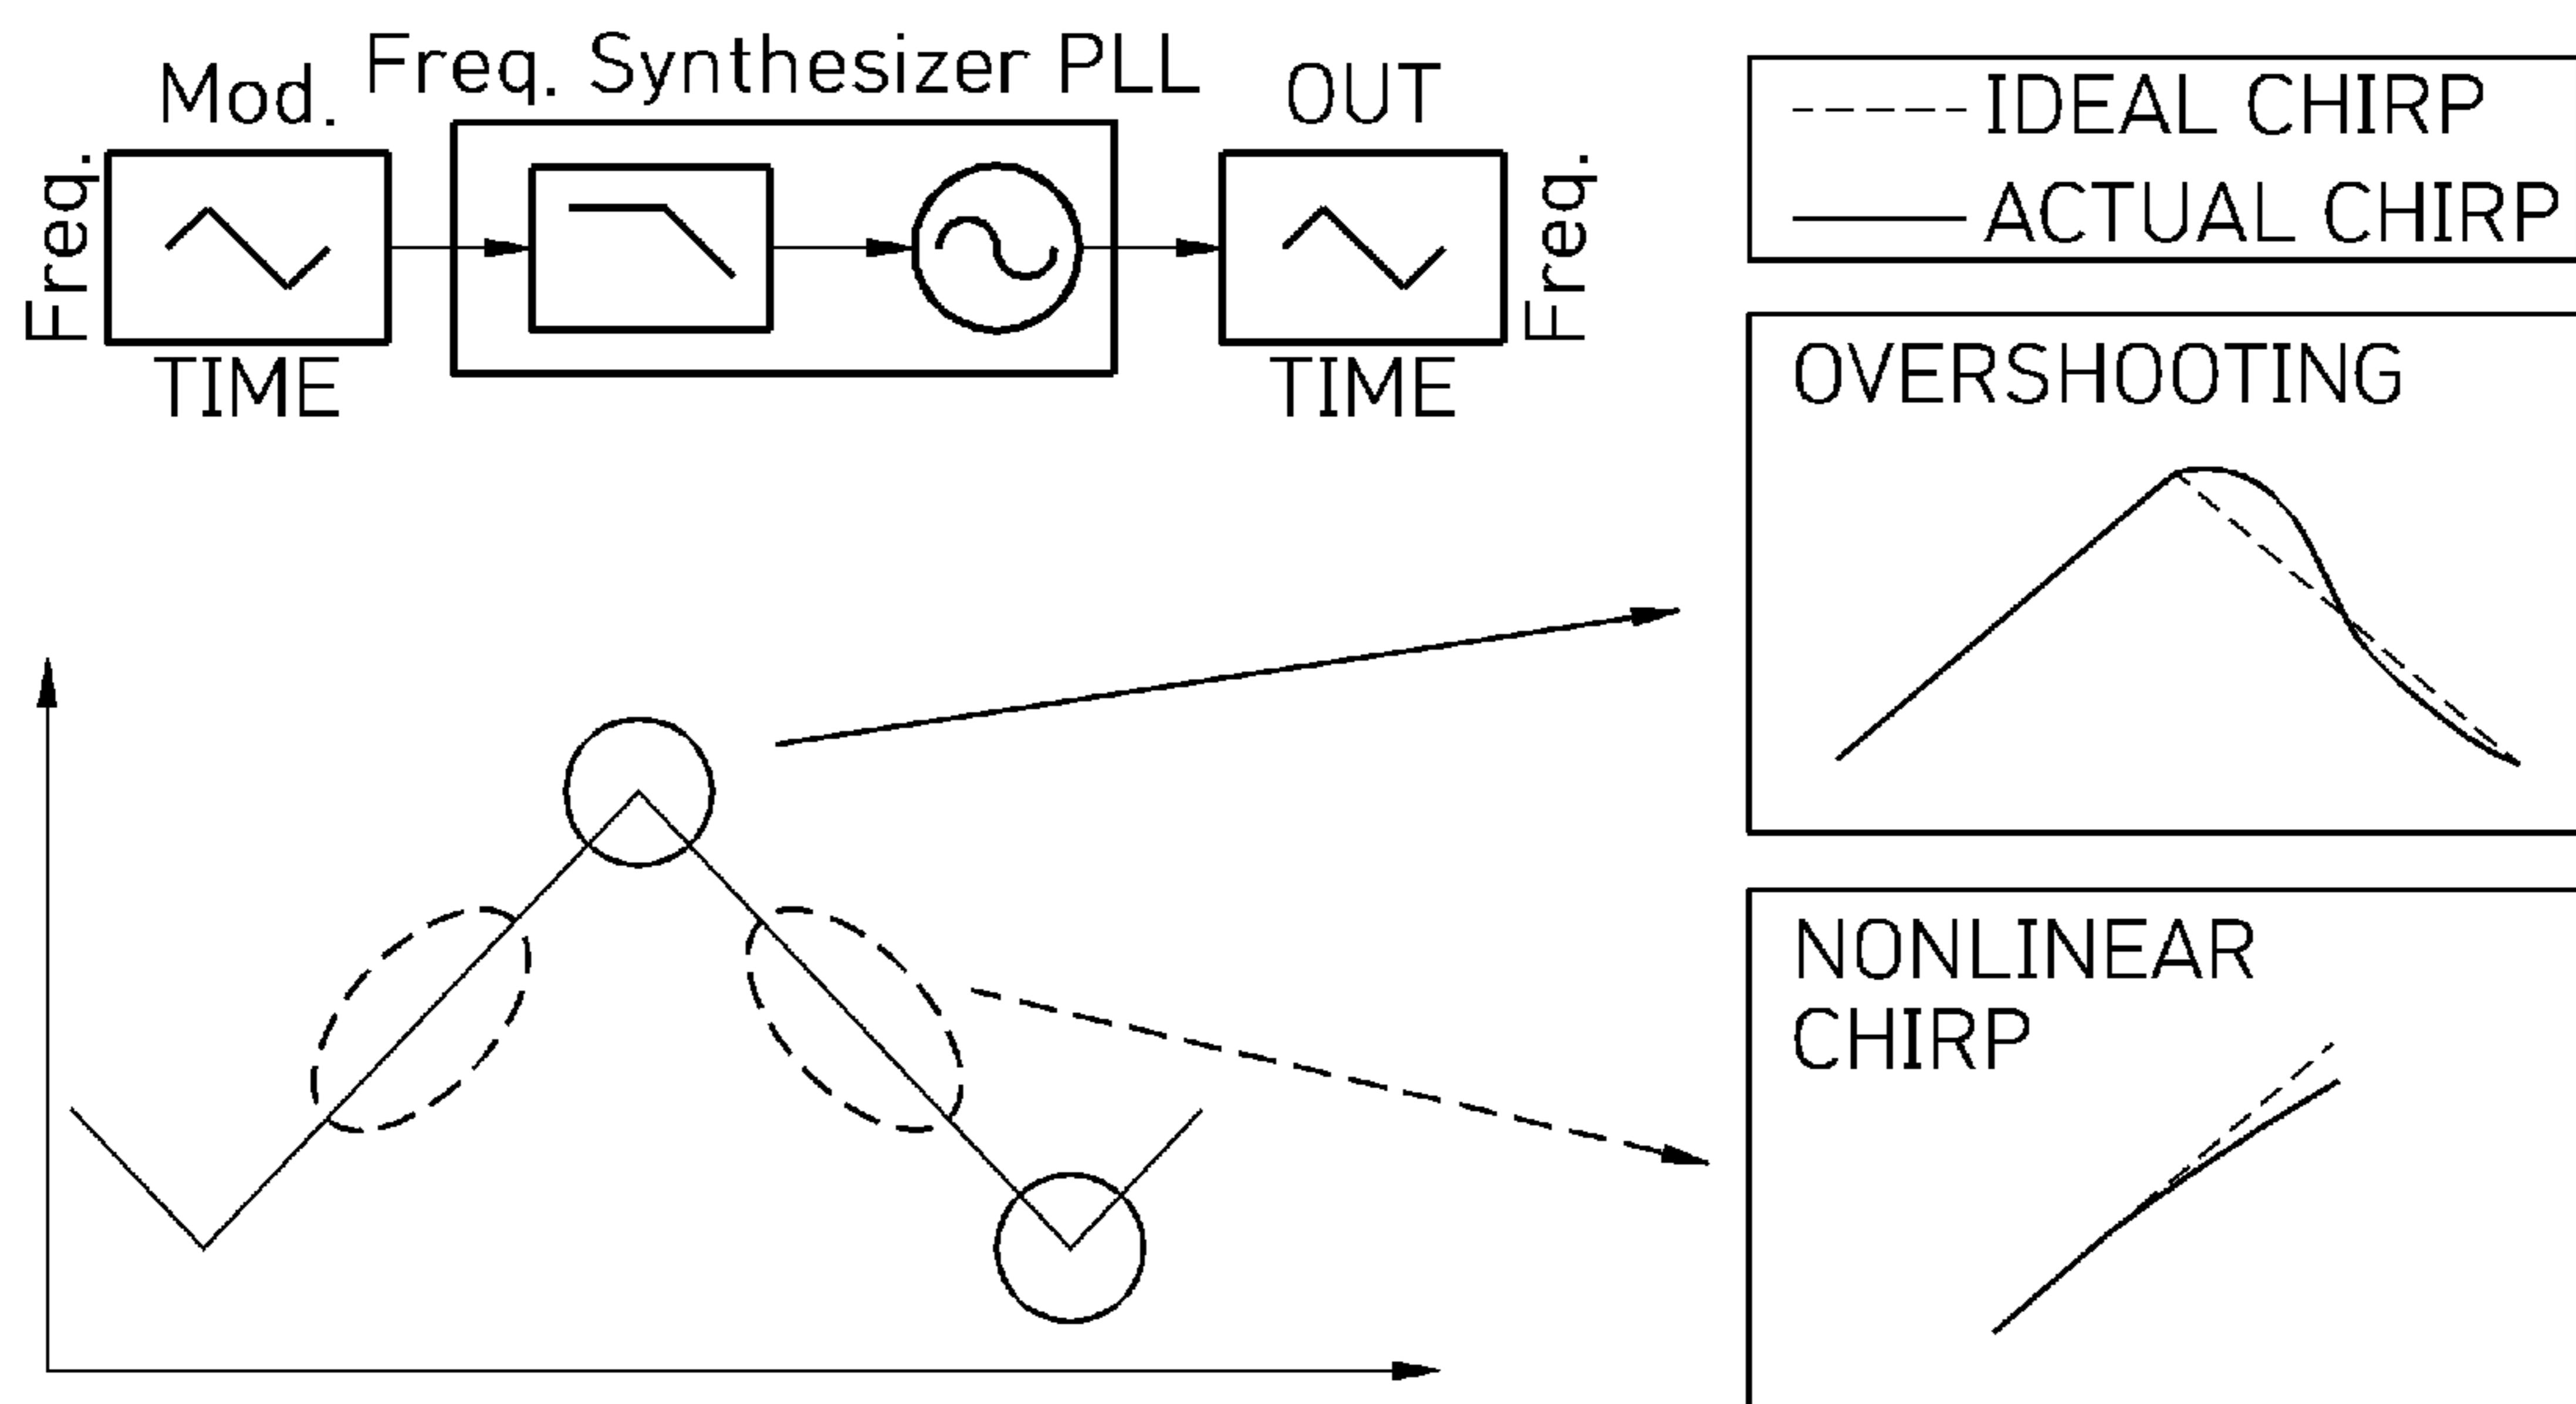 Mod.
Freq. Synthesizer PLL
OUT
Freq.
TIME
TIME
Freq.
IDEAL CHIRP
ACTUAL CHIRP
OVERSHOOTING
NONLINEAR
CHIRP